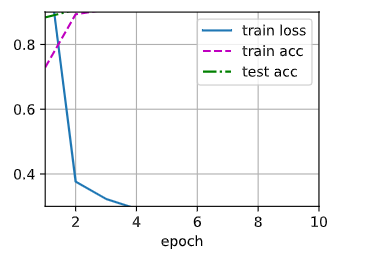 train loss
train acc
test acc
0.8
0.6
0.4
2 4 6 8 10
epoch